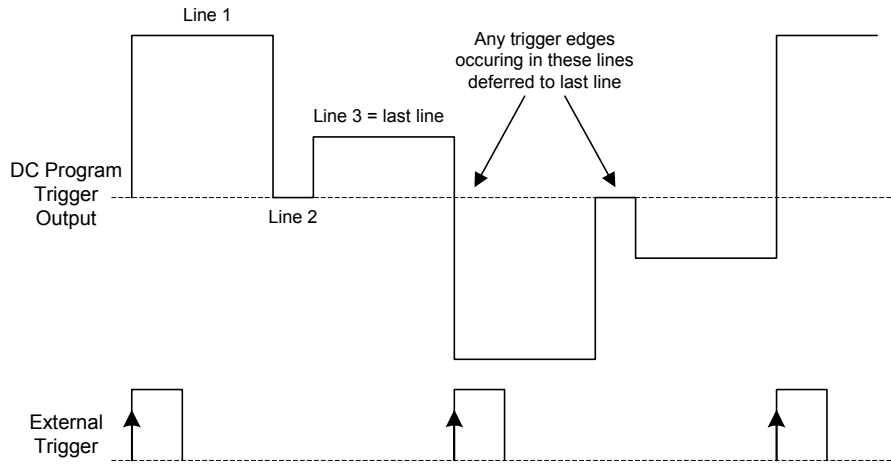 Line 1
Any trigger edges
occuring in these lines
deferred to last line
Line 3 = last line
DC Program
Trigger
Output
Line 2
External
Trigger